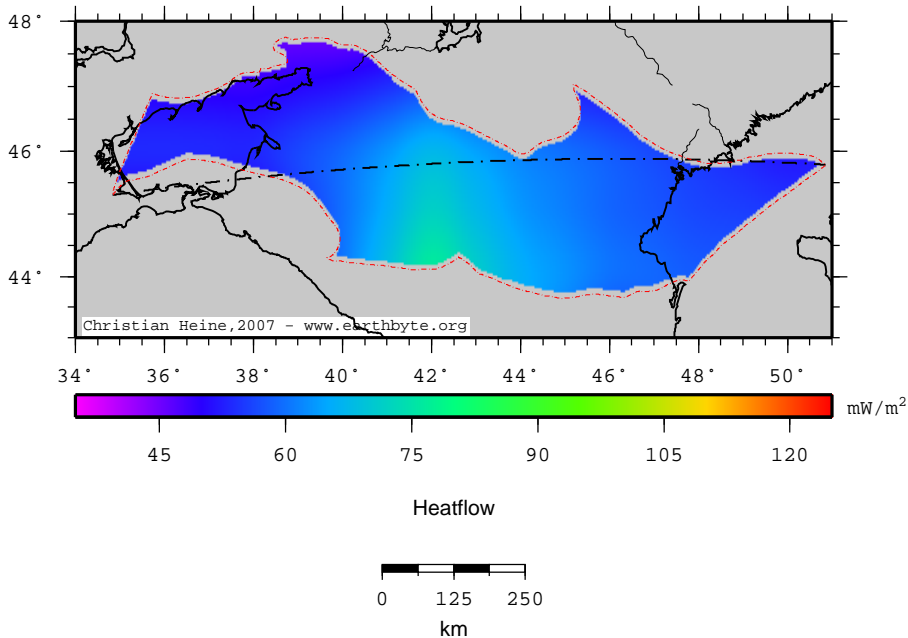 48°
46°
44°
Christian Heine,2007 - www.earthbyte.org
34° 36° 38° 40° 42° 44° 46° 48° 50°
mW/m²
45 60 75 90 105 120
Heatflow
0 125 250
km